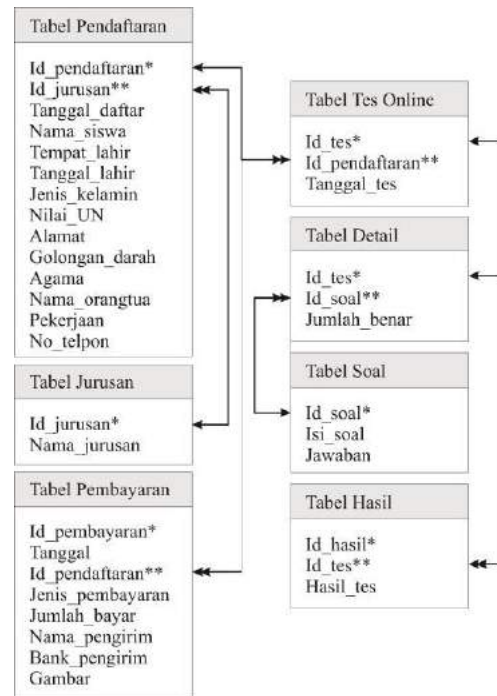 Tabel Pendaftaran
Id_pendaftaran*
Id_jurusan**
Tanggal_daftar
Nama_siswa
Tempat_lahir
Tanggal_lahir
Jenis_kelamin
Nilai_UN
Alamat
Golongan_darah
Agama
Nama_orangtua
Pekerjaan
No_telpon
Tabel Jurusan
Id_jurusan*
Nama_jurusan
Tabel Pembayaran
Id_pembayaran*
Tanggal
Id_pendaftaran**
Jenis_pembayaran
Jumlah_bayar
Nama_pengirim
Bank_pengirim
Gambar
Tabel Tes Online
Id_tes*
Id_pendaftaran**
Tanggal_tes
Tabel Detail
Id_tes*
Id_soal**
Jumlah_benar
Tabel Soal
Id_soal*
Isi_soal
Jawaban
Tabel Hasil
Id_hasil*
Id_tes**
Hasil_tes